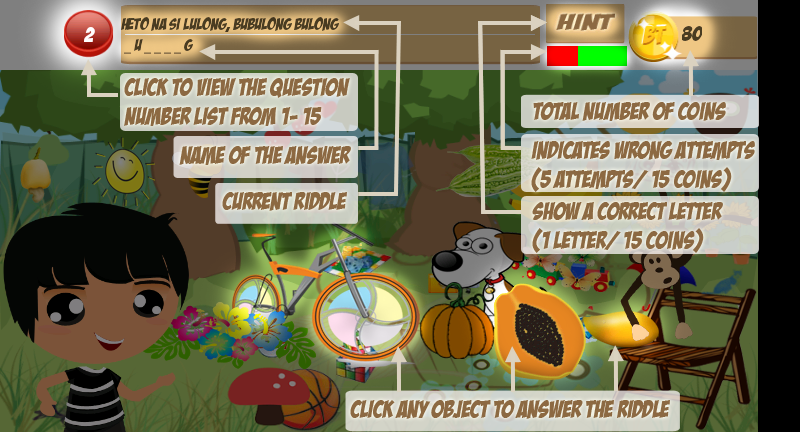 2
HETO NA SI LULONG, BUBULONG BULONG
_ U _ _ _ _ G
HINT
BT
80
CLICK TO VIEW THE QUESTION
NUMBER LIST FROM 1- 15
NAME OF THE ANSWER
CURRENT RIDDLE
TOTAL NUMBER OF COINS
INDICATES WRONG ATTEMPTS
(5 ATTEMPTS/ 15 COINS)
SHOW A CORRECT LETTER
(1 LETTER/ 15 COINS)
CLICK ANY OBJECT TO ANSWER THE RIDDLE